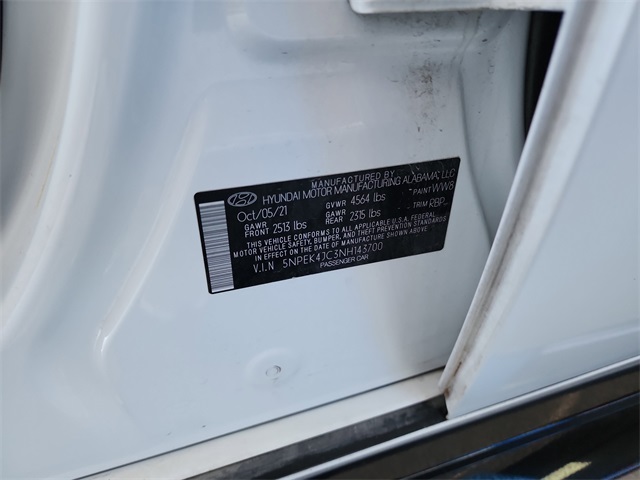 MANUFACTURED BY
HYUNDAI MOTOR MANUFACTURING ALABAMA, LLC
Oct/05/21 GVWR 4564 lbs PAINT WW8
GAWR FRONT 2513 lbs GAWR REAR 2315 lbs TRIM RBP
THIS VEHICLE CONFORMS TO ALL APPLICABLE U.S.A. FEDERAL
MOTOR VEHICLE SAFETY, BUMPER, AND THEFT PREVENTION STANDARDS
IN EFFECT ON THE DATE OF MANUFACTURE SHOWN ABOVE.
V.I.N 5NPEK4JC3NH143700
PASSENGER CAR